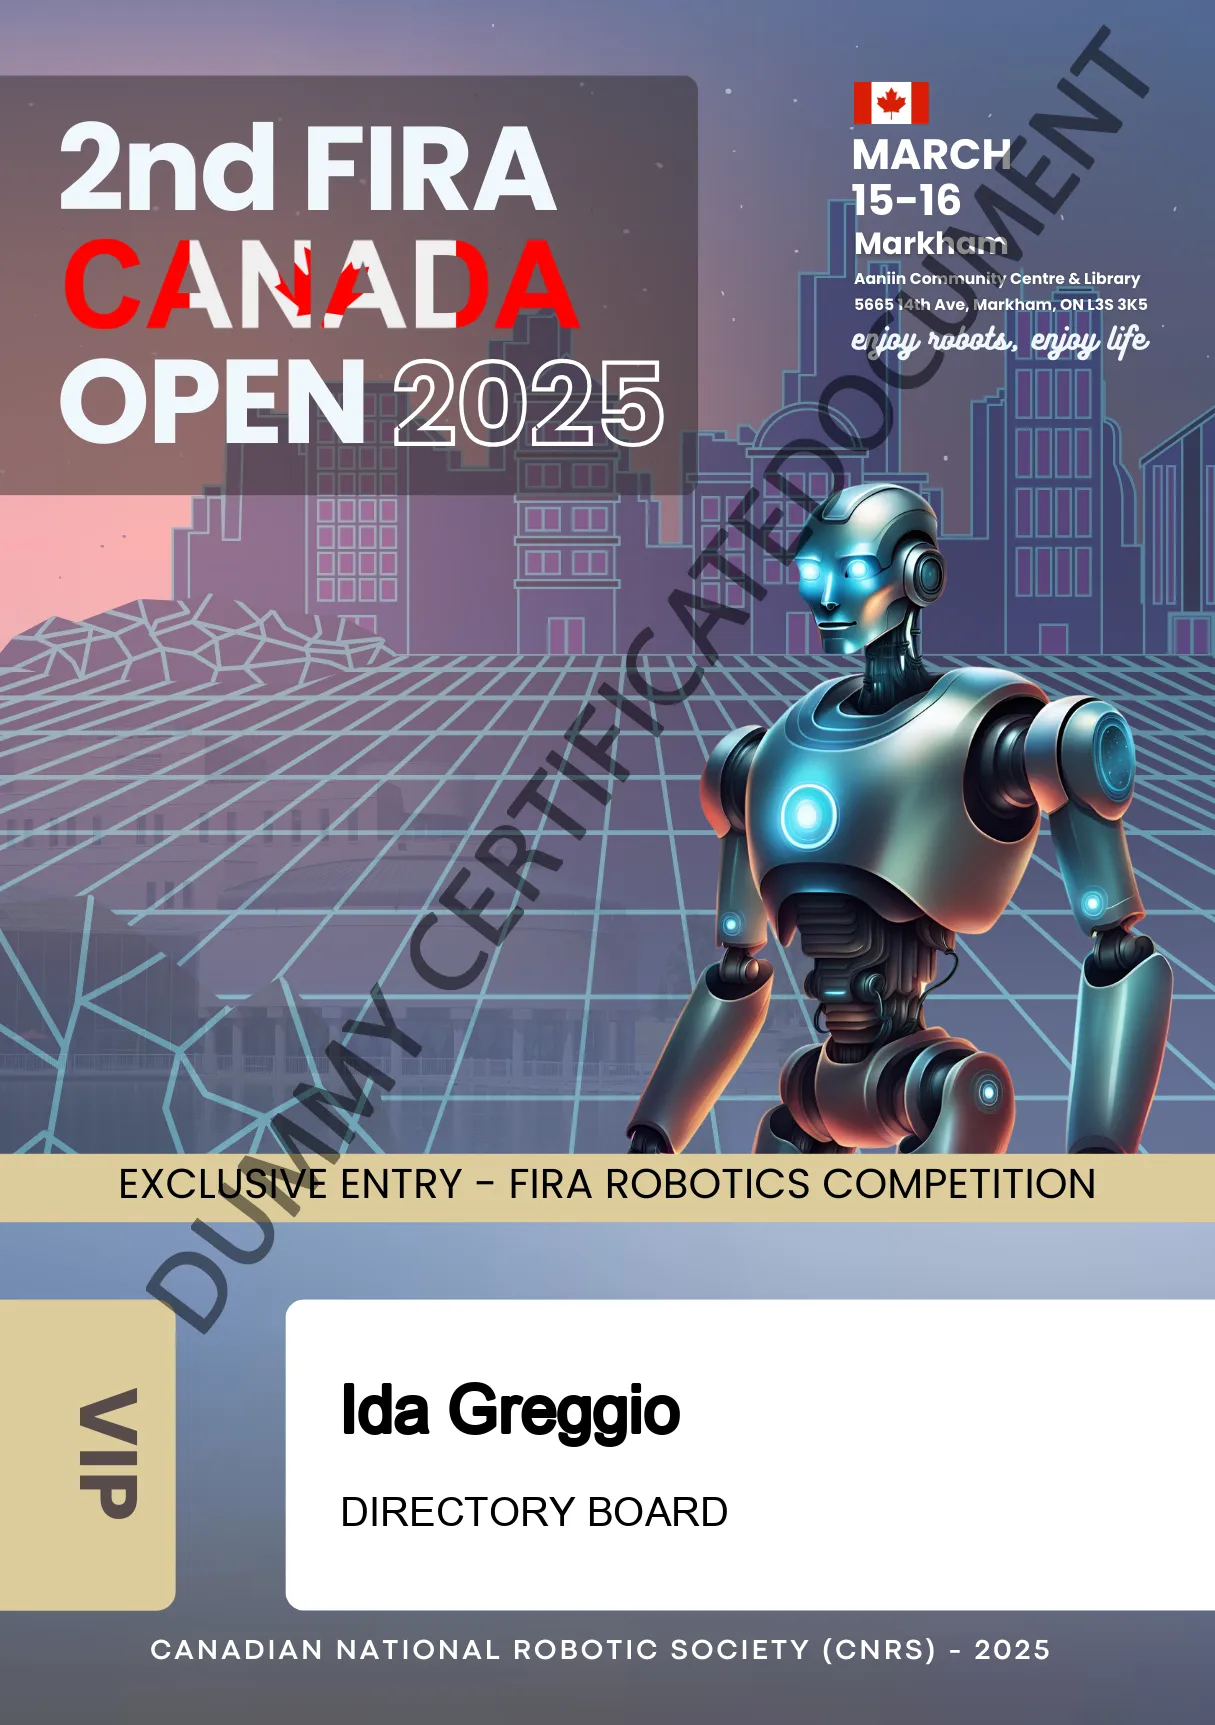 2nd FIRA
CANADA
OPEN 2025
MARCH
15-16
Markham
Aaniin Community Centre & Library
5665 14th Ave, Markham, ON L3S 3K5
enjoy robots, enjoy life
DUMMY CERTIFICATEDOCUMENT
EXCLUSIVE ENTRY - FIRA ROBOTICS COMPETITION
VIP
Ida Greggio
DIRECTORY BOARD
CANADIAN NATIONAL ROBOTIC SOCIETY (CNRS) - 2025